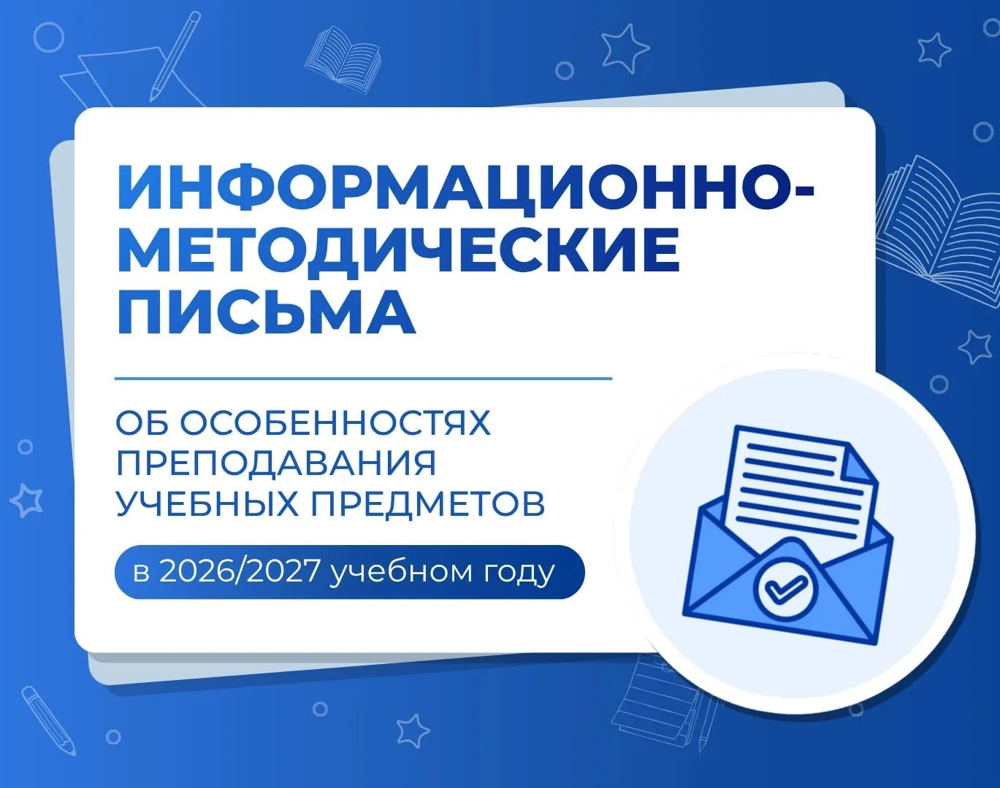 ИНФОРМАЦИОННО-
МЕТОДИЧЕСКИЕ
ПИСЬМА
ОБ ОСОБЕННОСТЯХ
ПРЕПОДАВАНИЯ
УЧЕБНЫХ ПРЕДМЕТОВ
в 2026/2027 учебном году